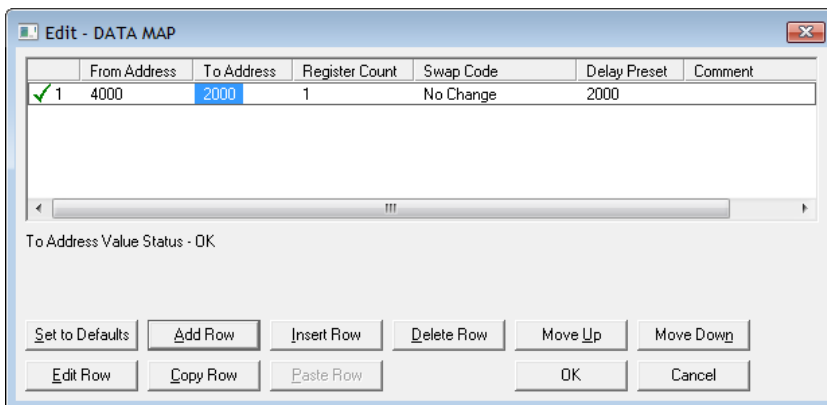 Edit - DATA MAP
From Address To Address Register Count Swap Code Delay Preset Comment
1 4000 2000 1 No Change 2000
To Address Value Status - OK
Set to Defaults Add Row Insert Row Delete Row Move Up Move Down
Edit Row Copy Row Paste Row OK Cancel